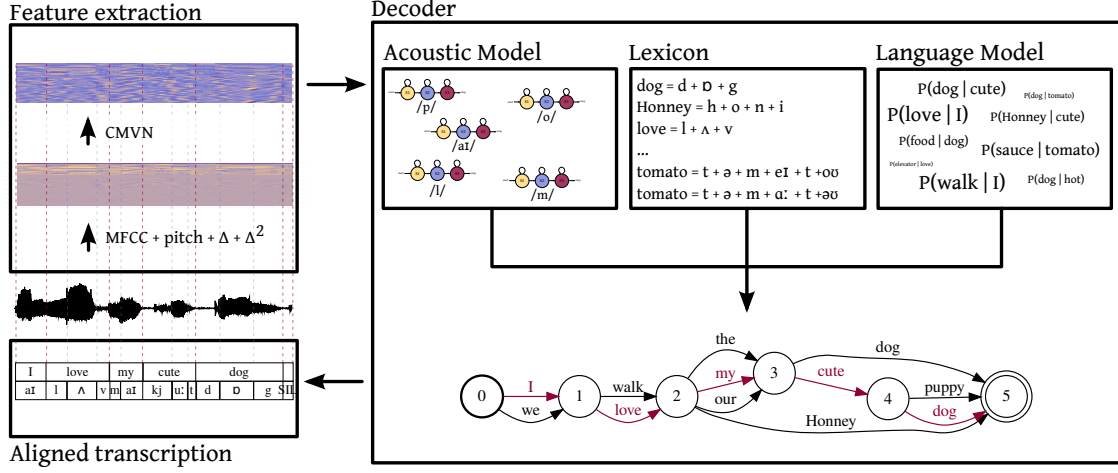 Feature extraction
CMVN
MFCC + pitch + Δ + Δ²
I love my cute dog
aɪ l ʌ v m aɪ kj uː t d ɒ g SIL
Aligned transcription
Decoder
Acoustic Model
/p/
/o/
/aɪ/
/l/
/m/
Lexicon
dog = d + ɒ + g
Honney = h + o + n + i
love = l + ʌ + v
...
tomato = t + ə + m + eɪ + t +oʊ
tomato = t + ə + m + ɑː + t +əʊ
Language Model
P(dog | cute)
P(dog | tomato)
P(love | I)
P(Honney | cute)
P(food | dog)
P(sauce | tomato)
P(elevator | love)
P(walk | I)
P(dog | hot)
the
dog
I
walk
my
3
cute
0
1
2
4
puppy
5
we
love
our
dog
Honney